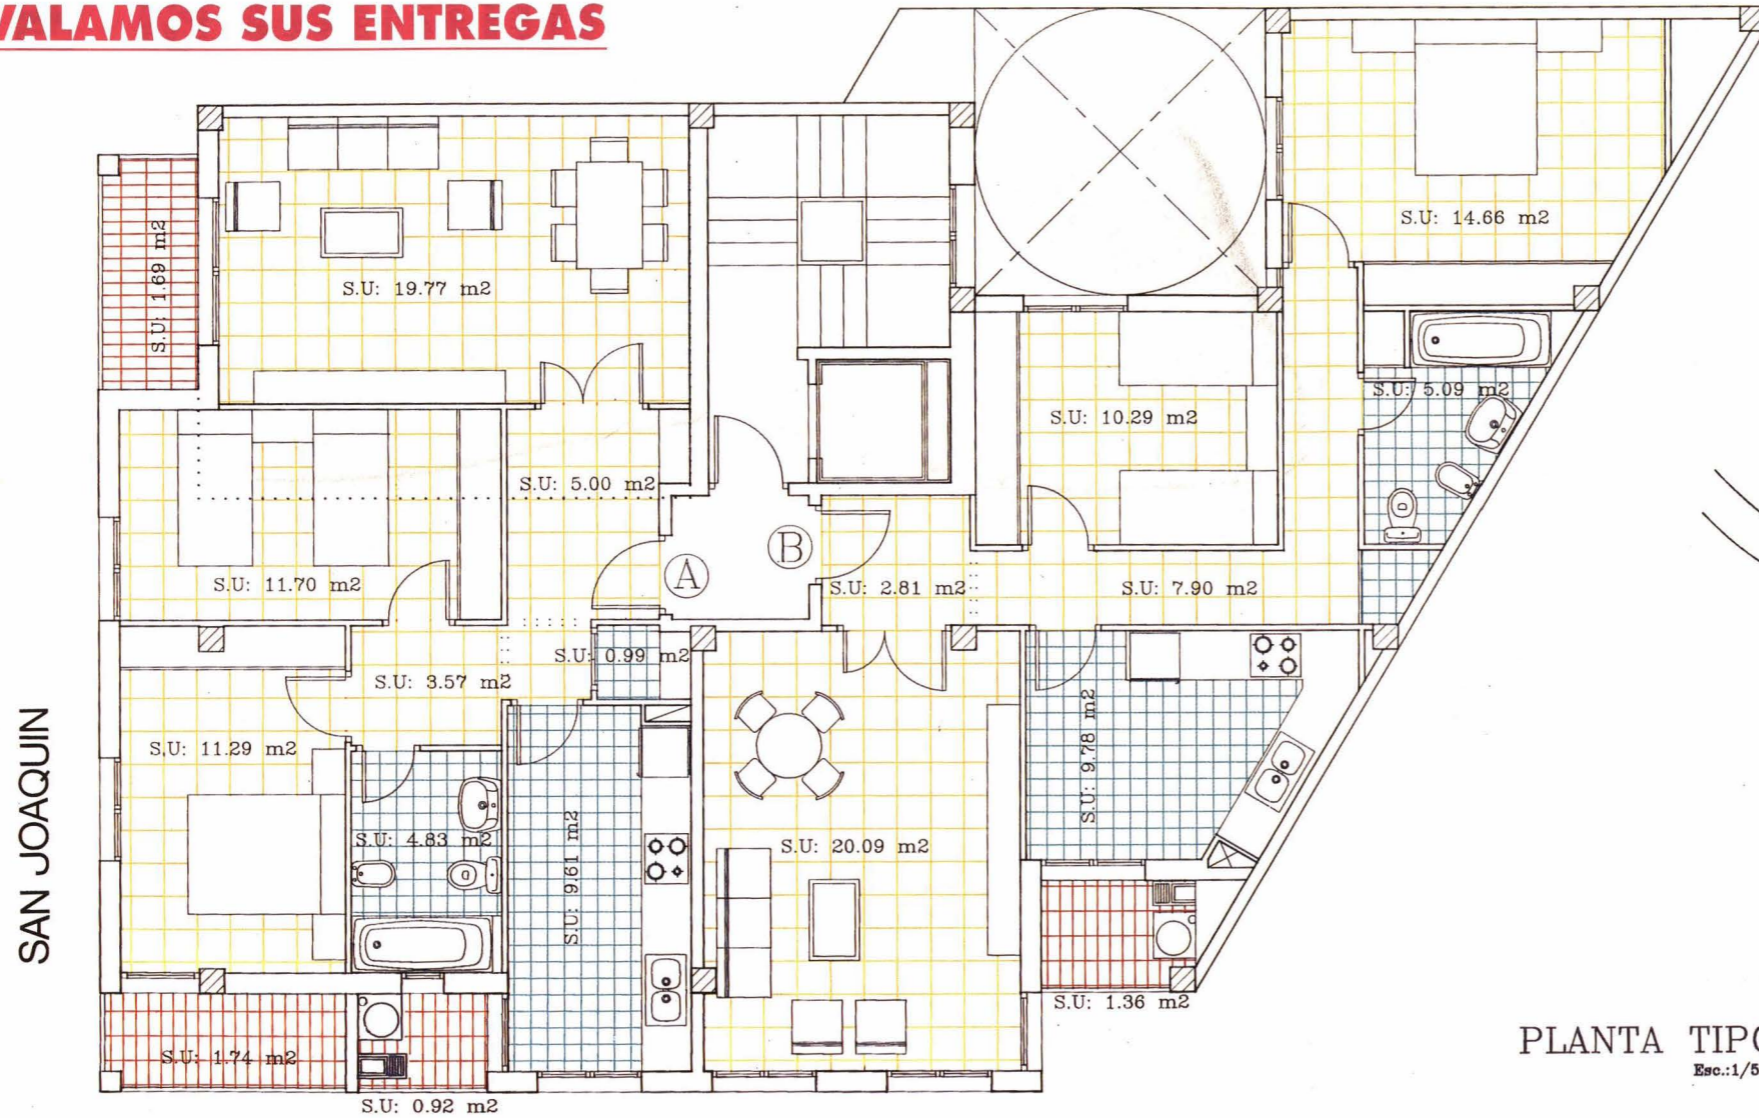 VALAMOS SUS ENTREGAS
S.U: 14.66 m2
S.U: 1.69 m2
S.U: 19.77 m2
S.U: 5.09 m2
S.U: 10.29 m2
S.U: 5.00 m2
B
A
S.U: 11.70 m2
S.U: 2.81 m2
S.U: 7.90 m2
S.U: 0.99 m2
S.U: 3.57 m2
S.U: 11.29 m2
S.U: 9.78 m2
SAN JOAQUIN
S.U: 4.83 m2
S.U: 9.61 m2
S.U: 20.09 m2
S.U: 1.36 m2
S.U: 1.74 m2
PLANTA TIPO
Esc.:1/5
S.U: 0.92 m2